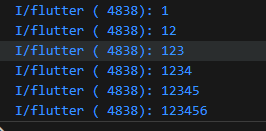 I/flutter ( 4838): 1
I/flutter ( 4838): 12
I/flutter ( 4838): 123
I/flutter ( 4838): 1234
I/flutter ( 4838): 12345
I/flutter ( 4838): 123456